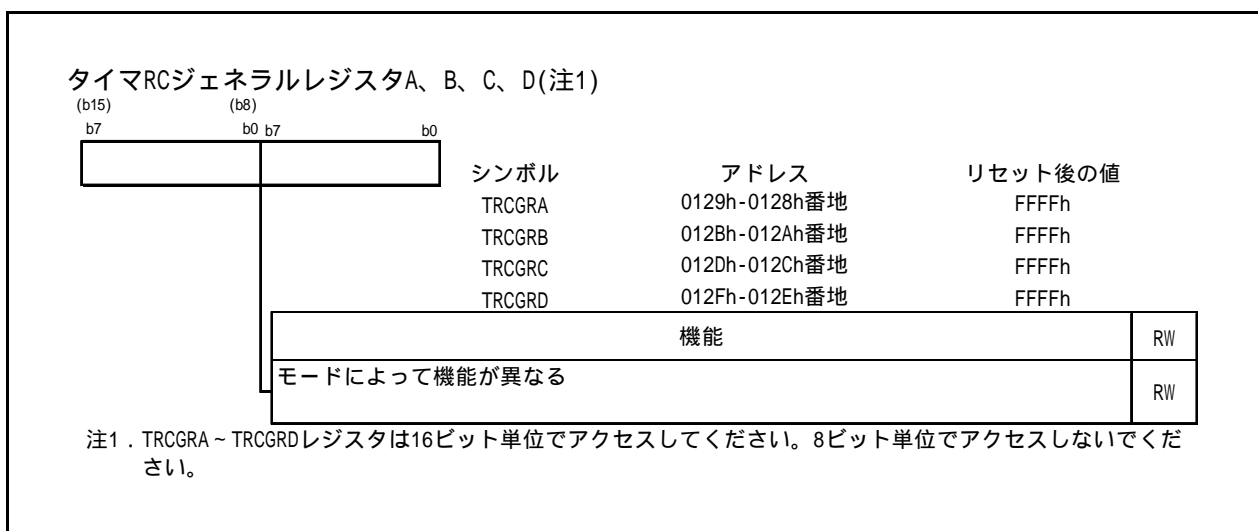 タイマRCジェネラルレジスタA、B、C、D(注1)
(b15) (b8)
b7 b0 b7 b0
シンボル アドレス リセット後の値
TRCGRA 0129h-0128h番地 FFFFh
TRCGRB 012Bh-012Ah番地 FFFFh
TRCGRC 012Dh-012Ch番地 FFFFh
TRCGRD 012Fh-012Eh番地 FFFFh
機能 RW
モードによって機能が異なる RW
注1．TRCGRA～TRCGRDレジスタは16ビット単位でアクセスしてください。8ビット単位でアクセスしないでくだ
さい。